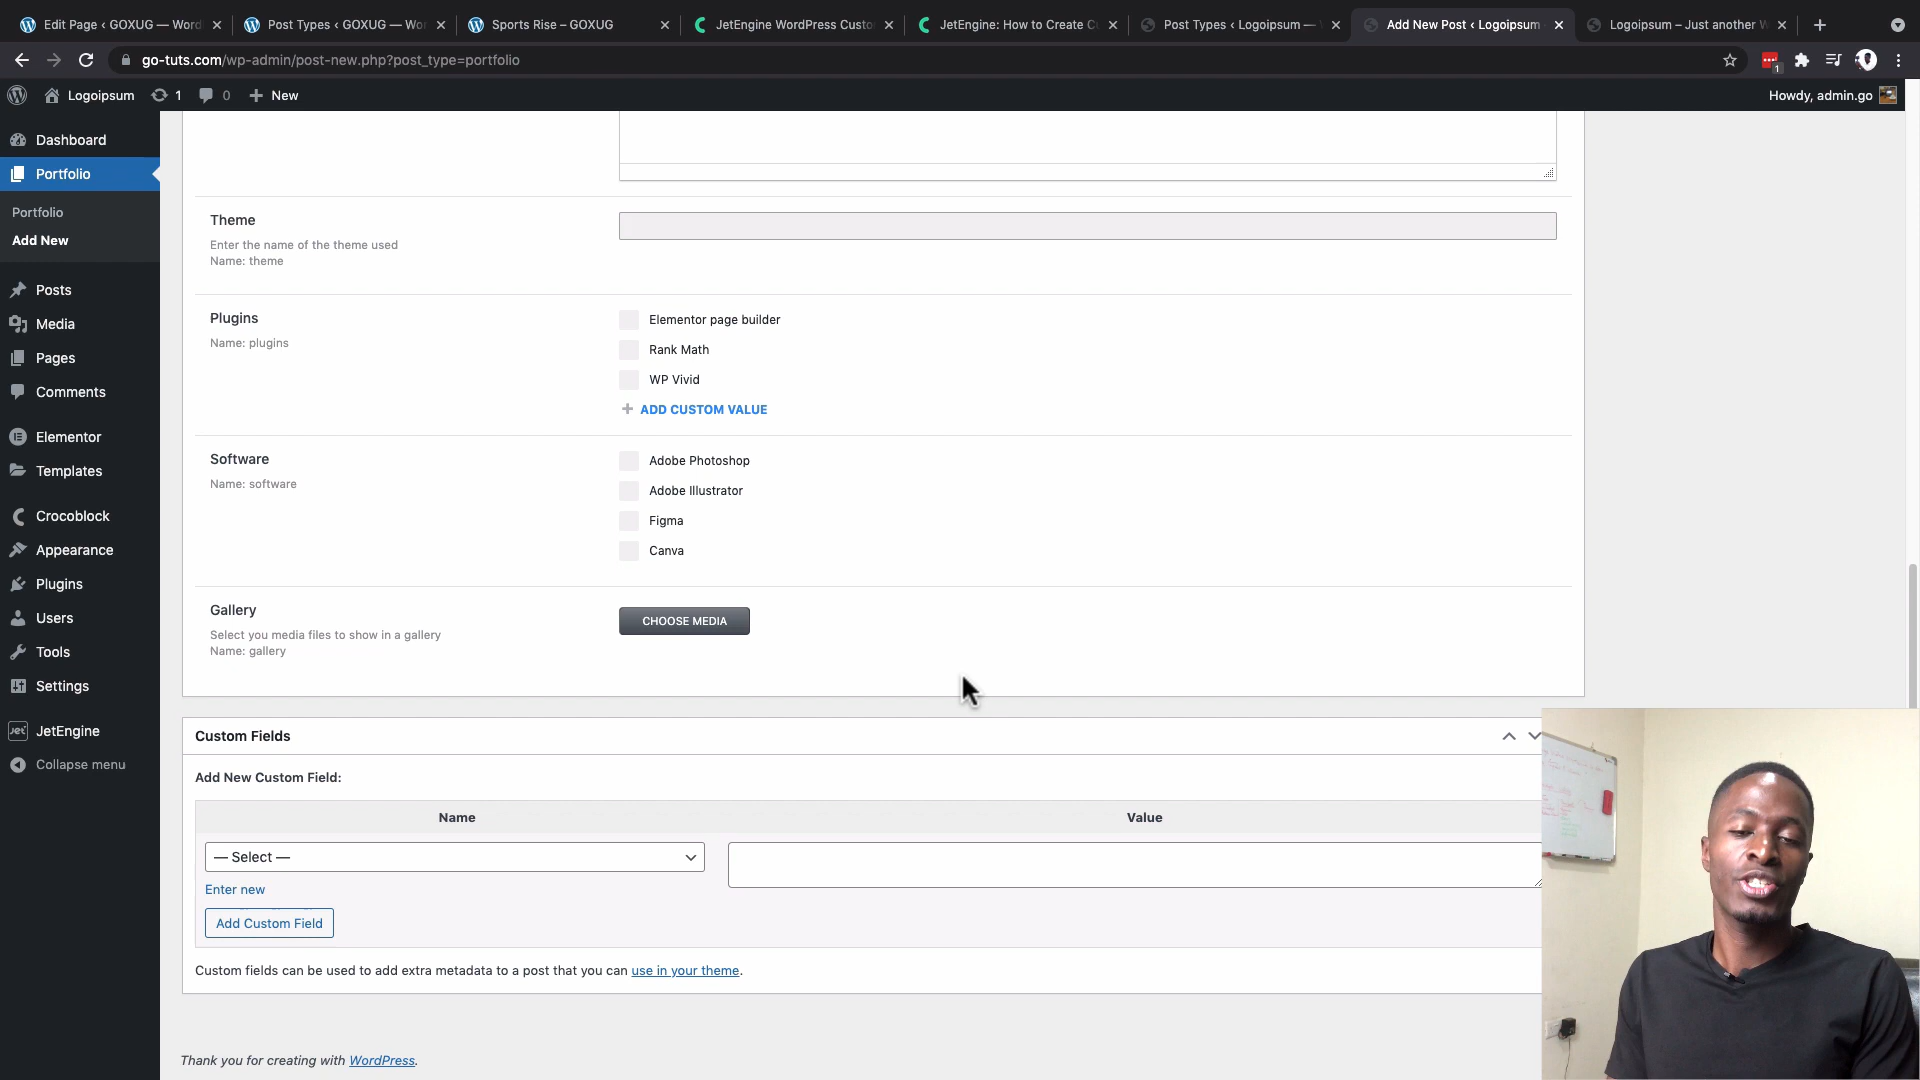 Edit Page ‹ GOXUG — Word
Post Types ‹ GOXUG — Wor
Sports Rise – GOXUG
JetEngine WordPress Custo
JetEngine: How to Create Cu
Post Types ‹ Logoipsum —
Add New Post ‹ Logoipsum
Logoipsum – Just another W
go-tuts.com/wp-admin/post-new.php?post_type=portfolio
1
Logoipsum
1
0
New
Howdy, admin.go
Dashboard
Portfolio
Portfolio
Add New
Posts
Media
Pages
Comments
Elementor
Templates
Crocoblock
Appearance
Plugins
Users
Tools
Settings
Jet
JetEngine
Collapse menu
Theme
Enter the name of the theme used
Name: theme
Plugins
Name: plugins
Elementor page builder
Rank Math
WP Vivid
ADD CUSTOM VALUE
Software
Name: software
Adobe Photoshop
Adobe Illustrator
Figma
Canva
Gallery
Select you media files to show in a gallery
Name: gallery
CHOOSE MEDIA
Custom Fields
Add New Custom Field:
Name
Value
— Select —
Enter new
Add Custom Field
Custom fields can be used to add extra metadata to a post that you can use in your theme.
Thank you for creating with WordPress.